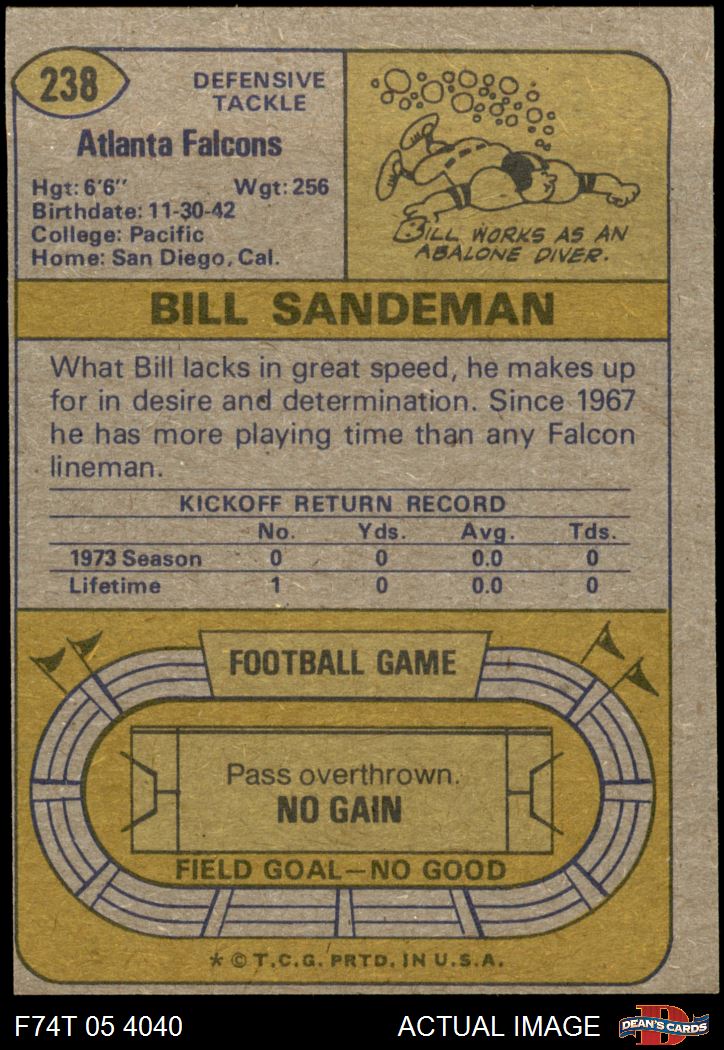 238
DEFENSIVE
TACKLE
Atlanta Falcons
Hgt: 6'6" Wgt: 256
Birthdate: 11-30-42
College: Pacific
Home: San Diego, Cal.
BILL WORKS AS AN
ABALONE DIVER.
BILL SANDEMAN
What Bill lacks in great speed, he makes up
for in desire and determination. Since 1967
he has more playing time than any Falcon
lineman.
KICKOFF RETURN RECORD
No. Yds. Avg. Tds.
1973 Season 0 0 0.0 0
Lifetime 1 0 0.0 0
FOOTBALL GAME
Pass overthrown.
NO GAIN
FIELD GOAL—NO GOOD
* © T.C.G. PRTD. IN U.S.A.
F74T 05 4040 ACTUAL IMAGE
D
DEAN'S CARDS